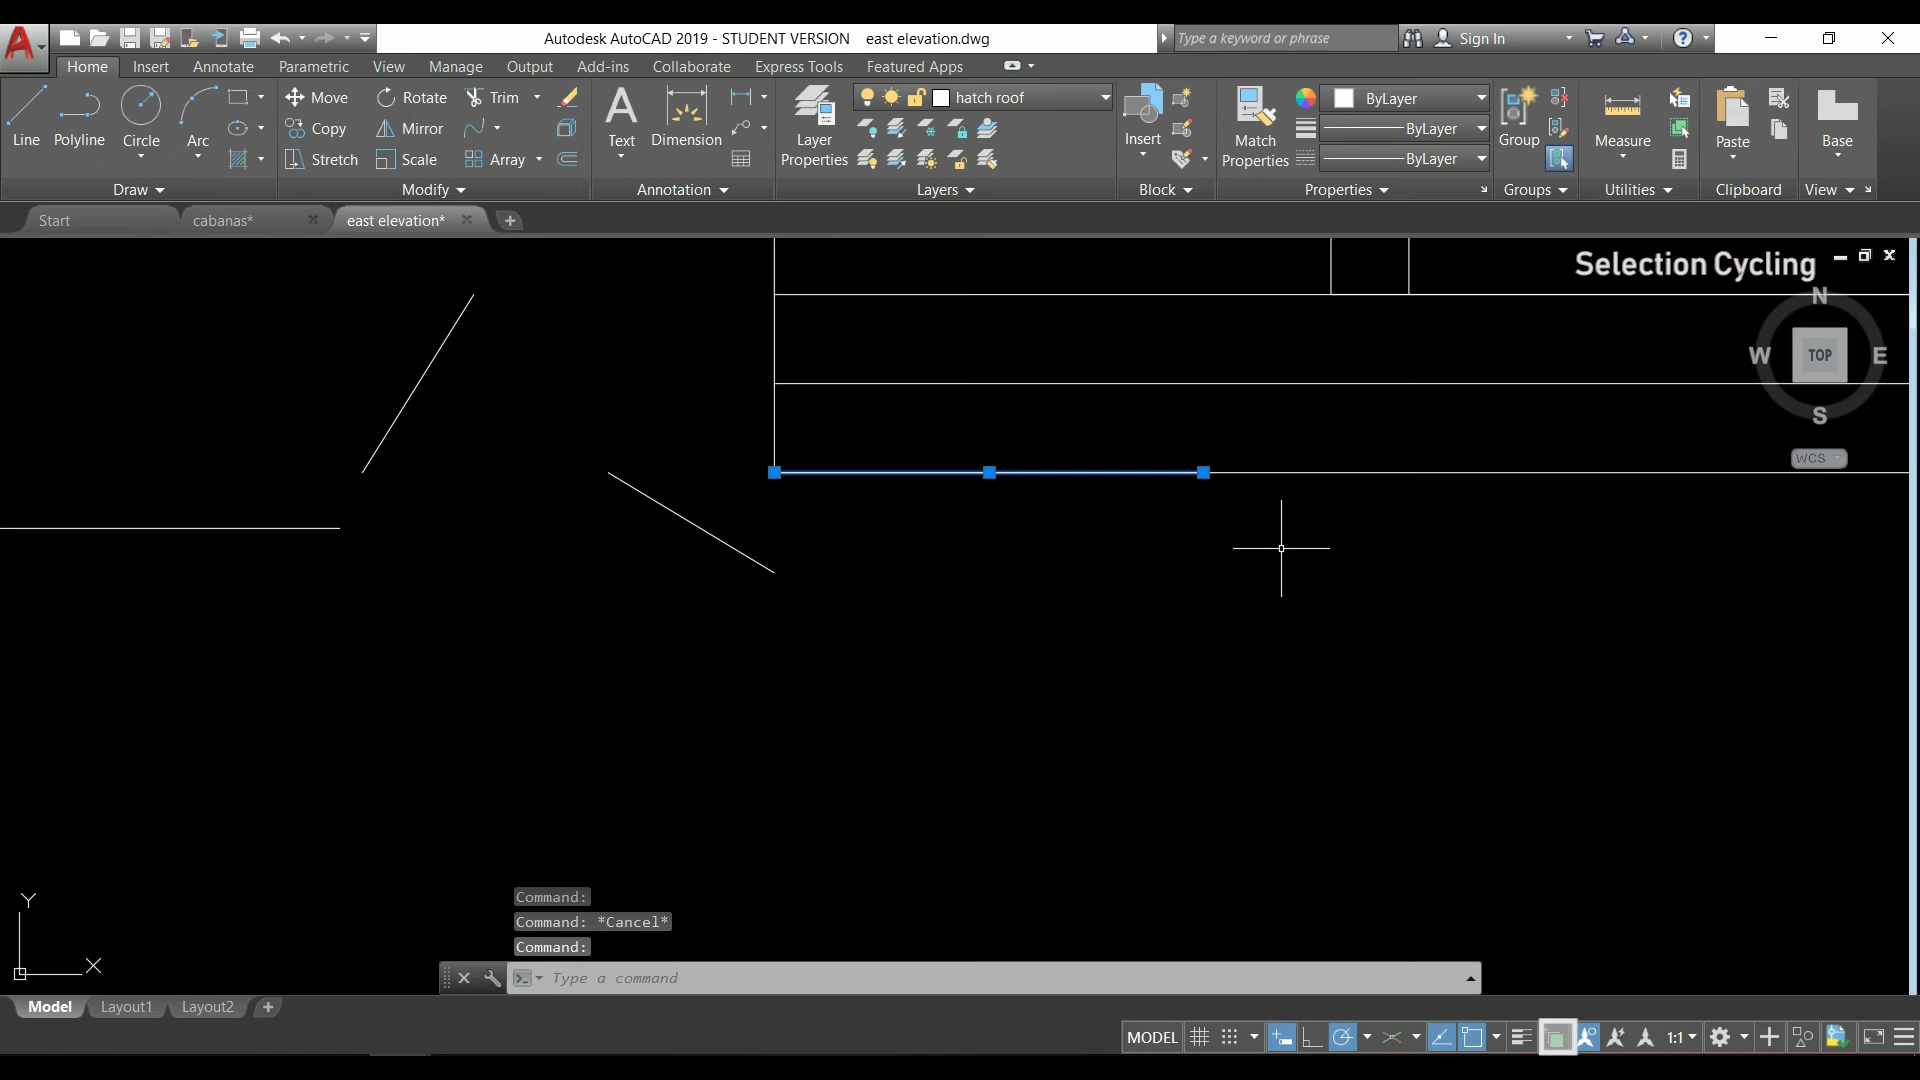 Autodesk AutoCAD 2019 - STUDENT VERSION east elevation.dwg
Type a keyword or phrase
Sign In
Home Insert Annotate Parametric View Manage Output Add-ins Collaborate Express Tools Featured Apps
Line Polyline Circle Arc
Draw
Move Rotate Trim
Copy Mirror
Stretch Scale Array
Modify
Text Dimension
Annotation
Layer Properties
hatch roof
Layers
Insert
Block
Match Properties
ByLayer
ByLayer
ByLayer
Properties
Group
Groups
Measure
Utilities
Paste
Clipboard
Base
View
Start cabanas* east elevation*
Selection Cycling
N
W TOP E
S
WCS
Y
X
Command:
Command: *Cancel*
Command:
Type a command
Model Layout1 Layout2
MODEL 1:1